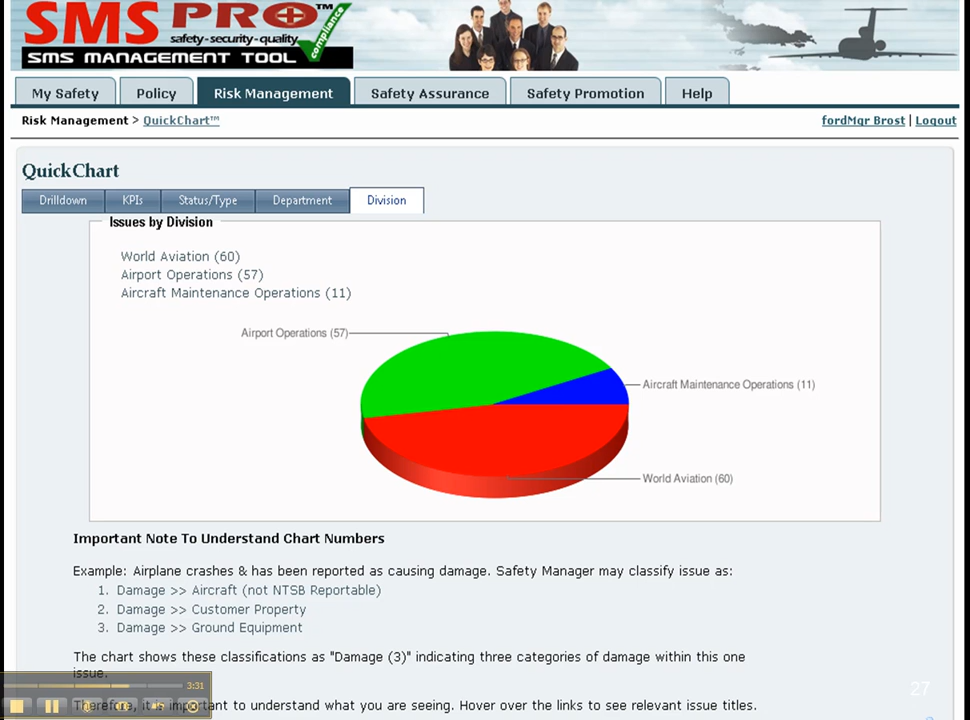 SMS PRO™
safety-security-quality
compliance
SMS MANAGEMENT TOOL
My Safety
Policy
Risk Management
Safety Assurance
Safety Promotion
Help
Risk Management > QuickChart™
fordMgr Brost | Logout
QuickChart
Drilldown
KPIs
Status/Type
Department
Division
Issues by Division
World Aviation (60)
Airport Operations (57)
Aircraft Maintenance Operations (11)
Airport Operations (57)
Aircraft Maintenance Operations (11)
World Aviation (60)
Important Note To Understand Chart Numbers
Example: Airplane crashes & has been reported as causing damage. Safety Manager may classify issue as:
1. Damage >> Aircraft (not NTSB Reportable)
2. Damage >> Customer Property
3. Damage >> Ground Equipment
The chart shows these classifications as "Damage (3)" indicating three categories of damage within this one
issue.
3:31
27
Therefore, it is important to understand what you are seeing. Hover over the links to see relevant issue titles.